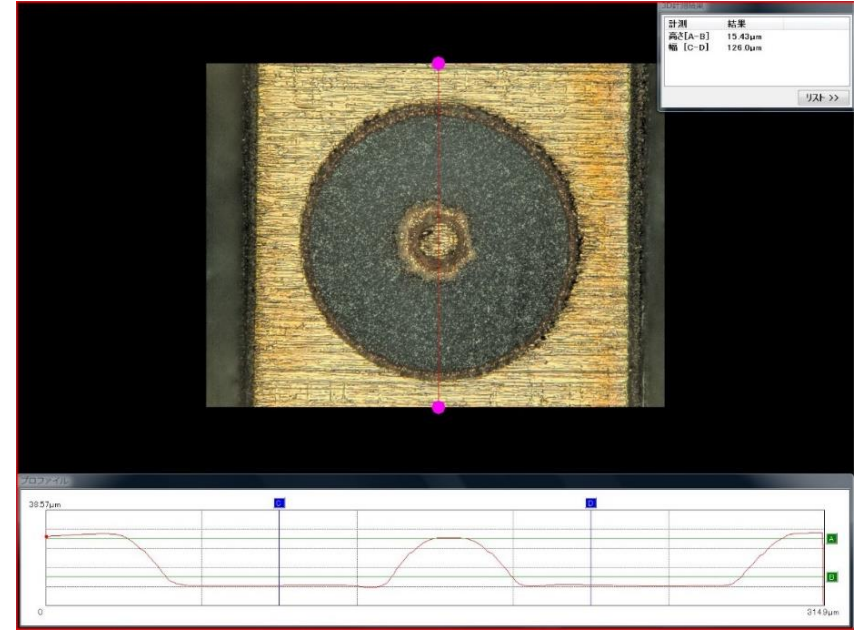 計測 結果
高さ[A-B] 15.43μm
幅 [C-D] 126.0μm
リスト >>
プロファイル
38.57μm
C
D
A
D
0
314.9μm